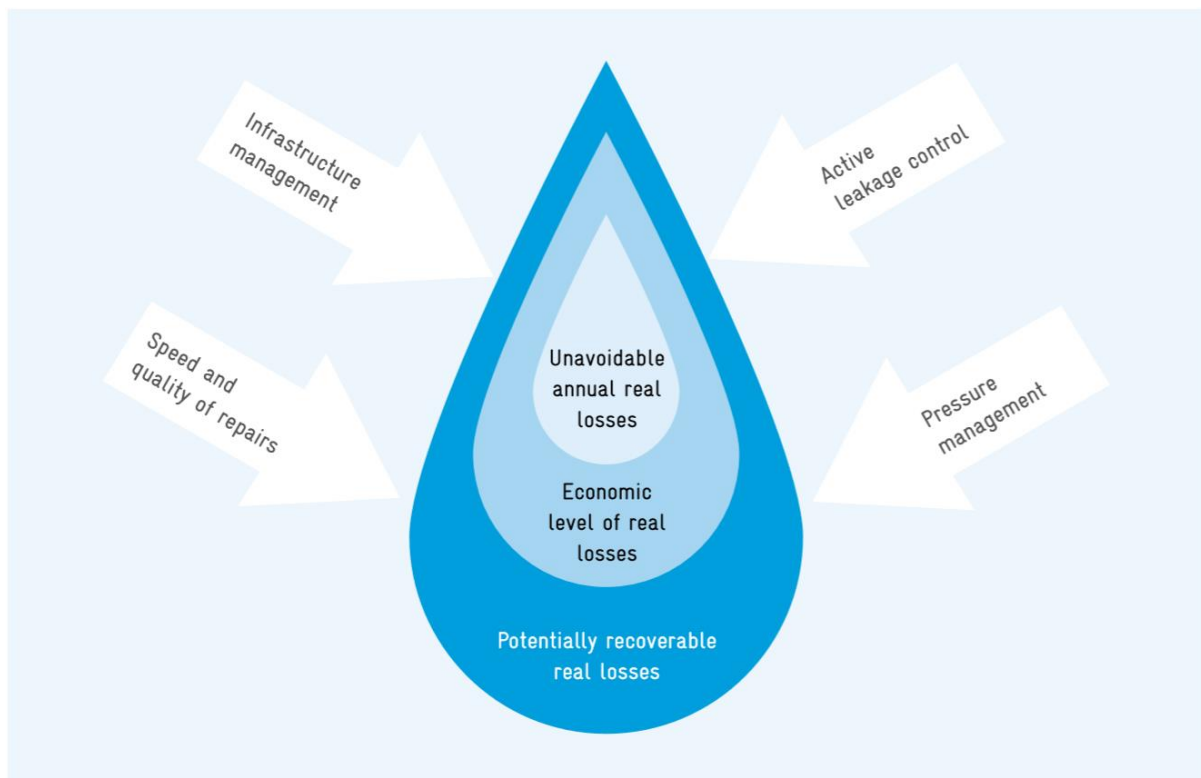 Infrastructure
management
Active
leakage control
Speed and
quality of repairs
Pressure
management
Unavoidable
annual real
losses
Economic
level of real
losses
Potentially recoverable
real losses